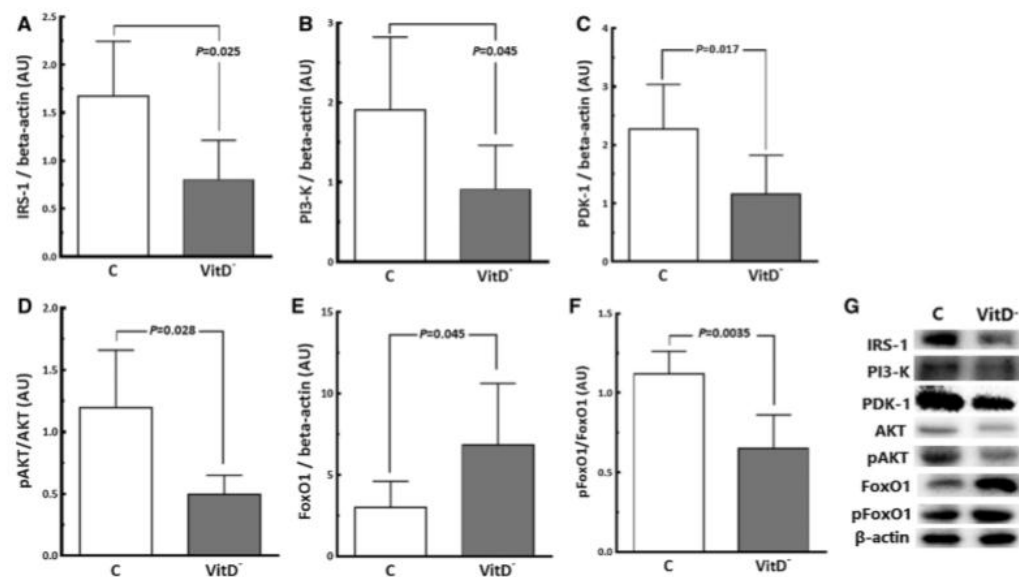 A
IRS-1 / beta-actin (AU)
2.5
2.0
1.5
1.0
0.5
0.0
P=0.025
C VitD⁻
B
PI3-K / beta-actin (AU)
3
2
1
0
P=0.045
C VitD⁻
C
PDK-1 / beta-actin (AU)
4
3
2
1
0
P=0.017
C VitD⁻
D
pAKT/AKT (AU)
2.0
1.5
1.0
0.5
0.0
P=0.028
C VitD⁻
E
FoxO1 / beta-actin (AU)
15
10
5
0
P=0.045
C VitD⁻
F
pFoxO1/FoxO1 (AU)
1.5
1.0
0.5
0.0
P=0.0035
C VitD⁻
G
C VitD⁻
IRS-1
PI3-K
PDK-1
AKT
pAKT
FoxO1
pFoxO1
β-actin